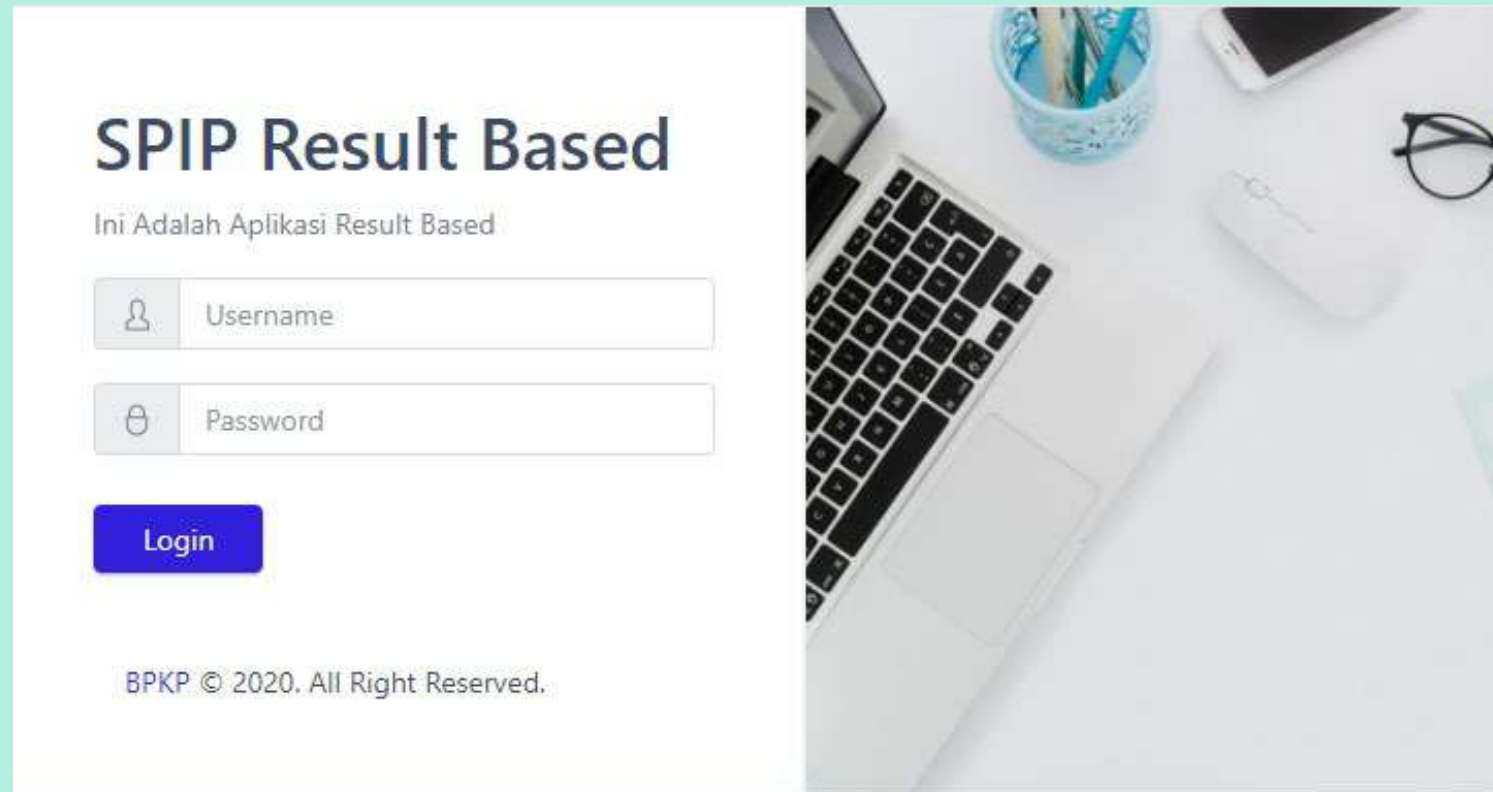 SPIP Result Based
Ini Adalah Aplikasi Result Based
Username
Password
Login
BPKP © 2020. All Right Reserved.